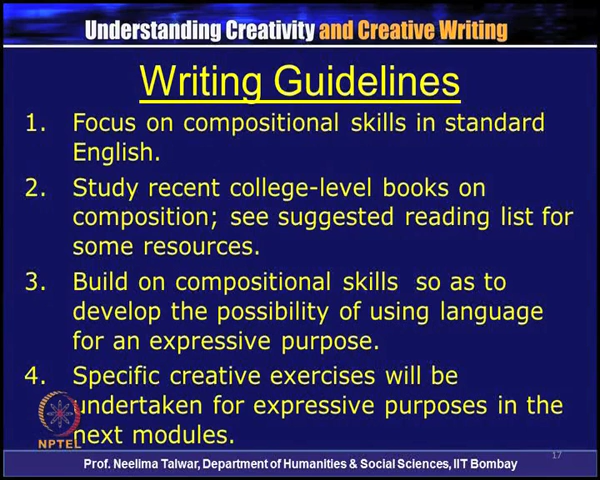 Understanding Creativity and Creative Writing
Writing Guidelines
1. Focus on compositional skills in standard
English.
2. Study recent college-level books on
composition; see suggested reading list for
some resources.
3. Build on compositional skills so as to
develop the possibility of using language
for an expressive purpose.
4. Specific creative exercises will be
undertaken for expressive purposes in the
next modules.
NPTEL
17
Prof. Neelima Talwar, Department of Humanities & Social Sciences, IIT Bombay